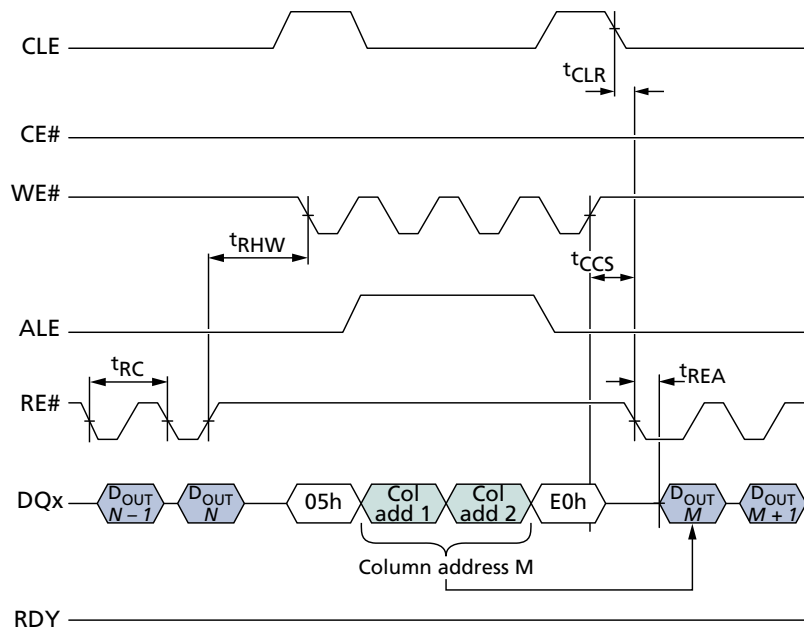 CLE
tCLR
CE#
WE#
tRHW
tCCS
ALE
tRC
tREA
RE#
DQx
DOUT
N – 1
DOUT
N
05h
Col
add 1
Col
add 2
E0h
DOUT
M
DOUT
M + 1
Column address M
RDY